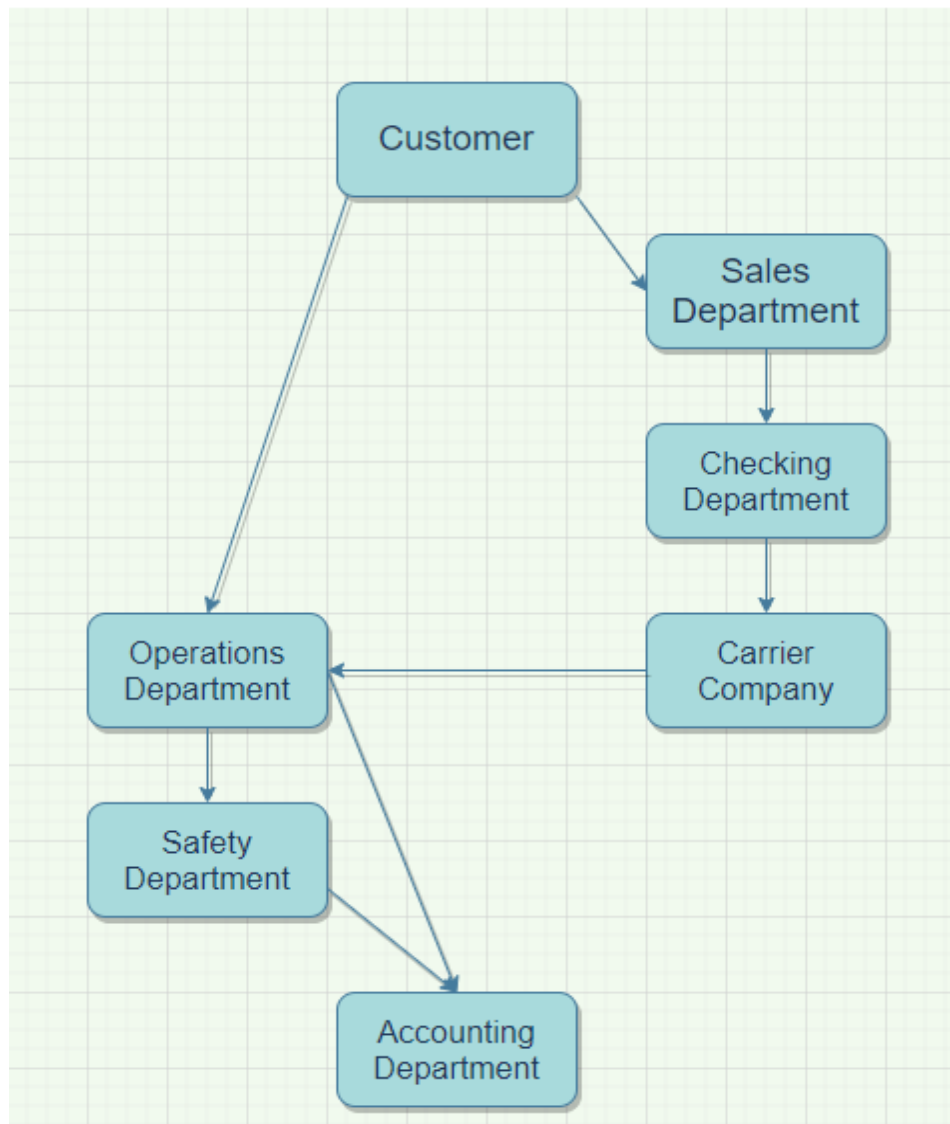 Customer
Sales
Department
Checking
Department
Operations
Department
Carrier
Company
Safety
Department
Accounting
Department